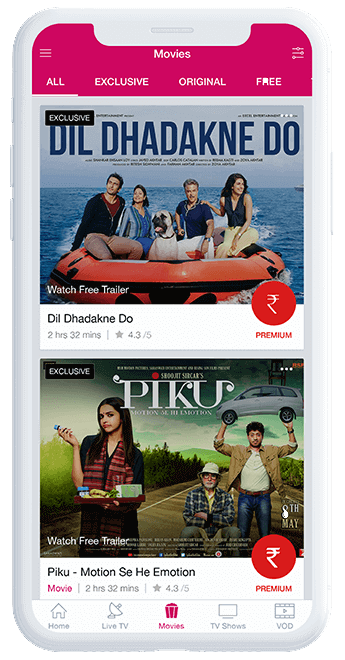 Movies
ALL EXCLUSIVE ORIGINAL FREE
EXCLUSIVE
DIL DHADAKNE DO
Watch Free Trailer
Dil Dhadakne Do
2 hrs 32 mins | ★ 4.3 /5
₹
PREMIUM
EXCLUSIVE
SHOOJIT SIRCAR'S
PIKU
MOTION SE HE EMOTION
8TH
MAY
Watch Free Trailer
Piku - Motion Se He Emotion
Movie | 2 hrs 32 mins | ★ 4.3 /5
₹
PREMIUM
Home Live TV Movies TV Shows VOD